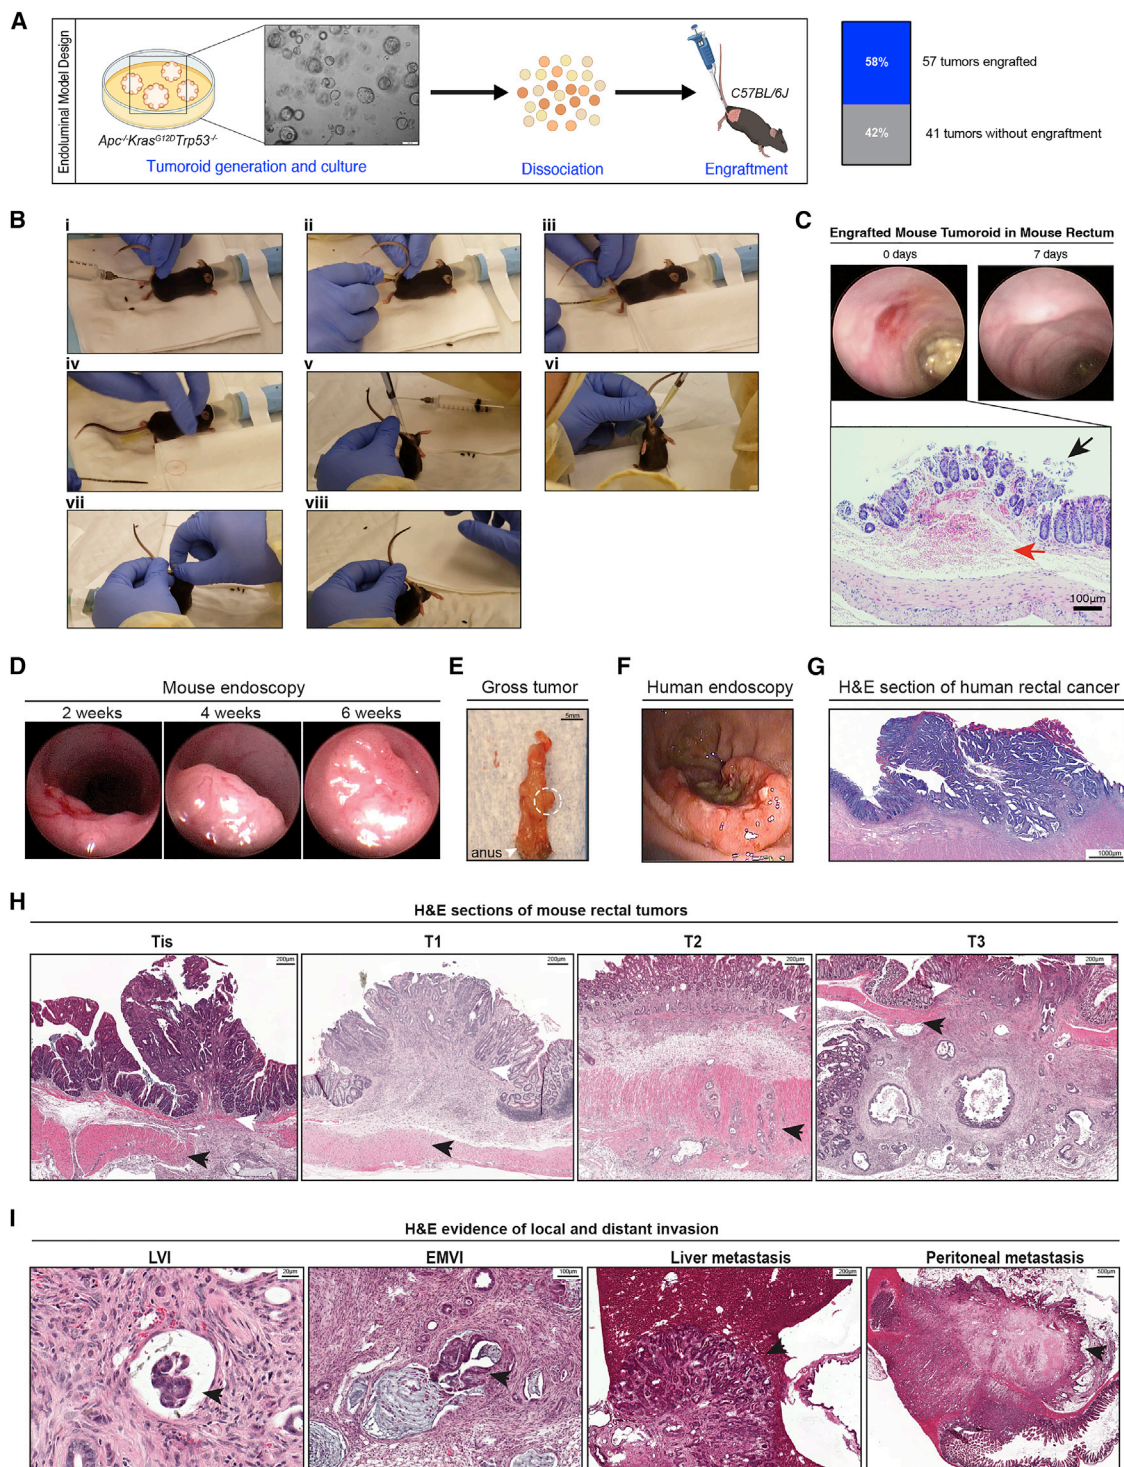 A
Endoluminal Model Design
Apc-/-KrasG12DTrp53-/-
Tumoroid generation and culture
Dissociation
C57BL/6J
Engraftment
58%
42%
57 tumors engrafted
41 tumors without engraftment
B
i
ii
iii
iv
v
vi
vii
viii
C
Engrafted Mouse Tumoroid in Mouse Rectum
0 days
7 days
100µm
D
Mouse endoscopy
2 weeks
4 weeks
6 weeks
E
Gross tumor
5mm
anus
F
Human endoscopy
G
H&E section of human rectal cancer
1000µm
H
H&E sections of mouse rectal tumors
Tis
T1
T2
T3
200µm
200µm
200µm
200µm
I
H&E evidence of local and distant invasion
LVI
EMVI
Liver metastasis
Peritoneal metastasis
20µm
100µm
200µm
500µm